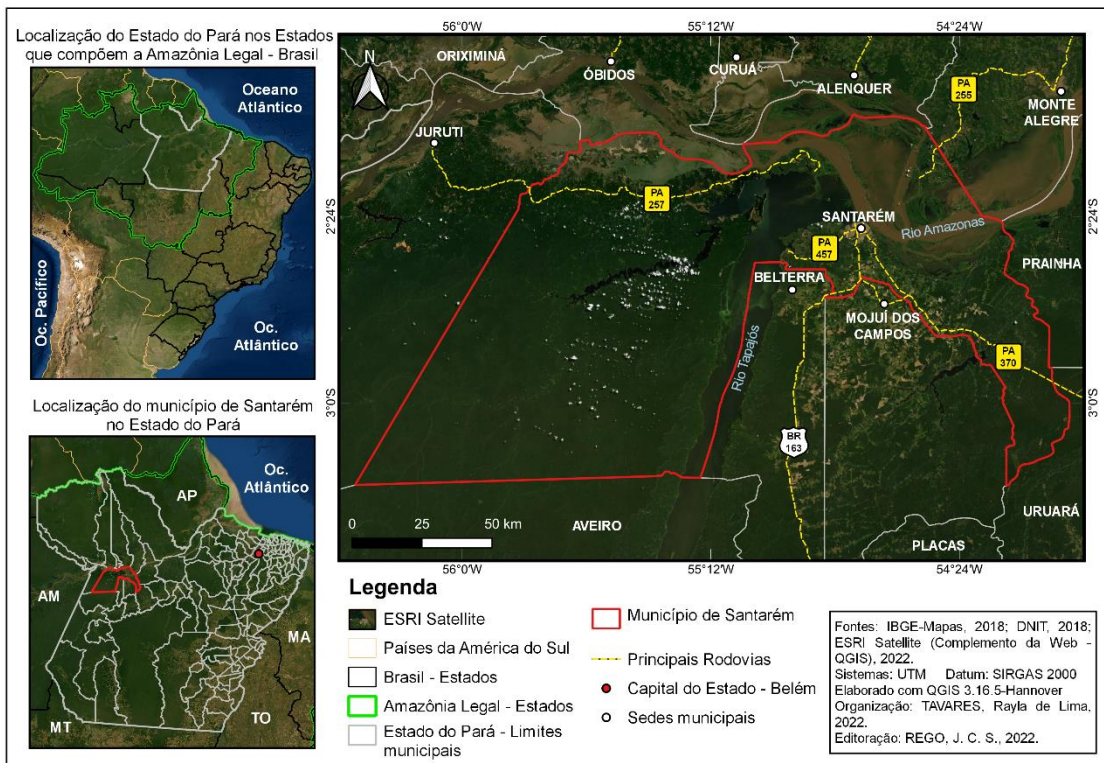 Localização do Estado do Pará nos Estados
que compõem a Amazônia Legal - Brasil
Oceano
Atlântico
Oc. Pacífico
Oc.
Atlântico
Localização do município de Santarém
no Estado do Pará
Oc.
Atlântico
AP
AM
MA
MT
TO
56°0'W
55°12'W
54°24'W
N
ORIXIMINÁ
ÓBIDOS
CURUÁ
ALENQUER
PA
255
MONTE
ALEGRE
JURUTI
PA
257
2°24'S
2°24'S
SANTARÉM
Rio Amazonas
PA
457
BELTERRA
PRAINHA
MOJUÍ DOS
CAMPOS
Rio Tapajós
PA
370
3°0'S
3°0'S
BR
163
0
25
50 km
AVEIRO
URUARÁ
PLACAS
56°0'W
55°12'W
54°24'W
Legenda
ESRI Satellite
Países da América do Sul
Brasil - Estados
Amazônia Legal - Estados
Estado do Pará - Limites
municipais
Município de Santarém
Principais Rodovias
Capital do Estado - Belém
Sedes municipais
Fontes: IBGE-Mapas, 2018; DNIT, 2018;
ESRI Satellite (Complemento da Web -
QGIS), 2022.
Sistemas: UTM Datum: SIRGAS 2000
Elaborado com QGIS 3.16.5-Hannover
Organização: TAVARES, Rayla de Lima,
2022.
Editoração: REGO, J. C. S., 2022.